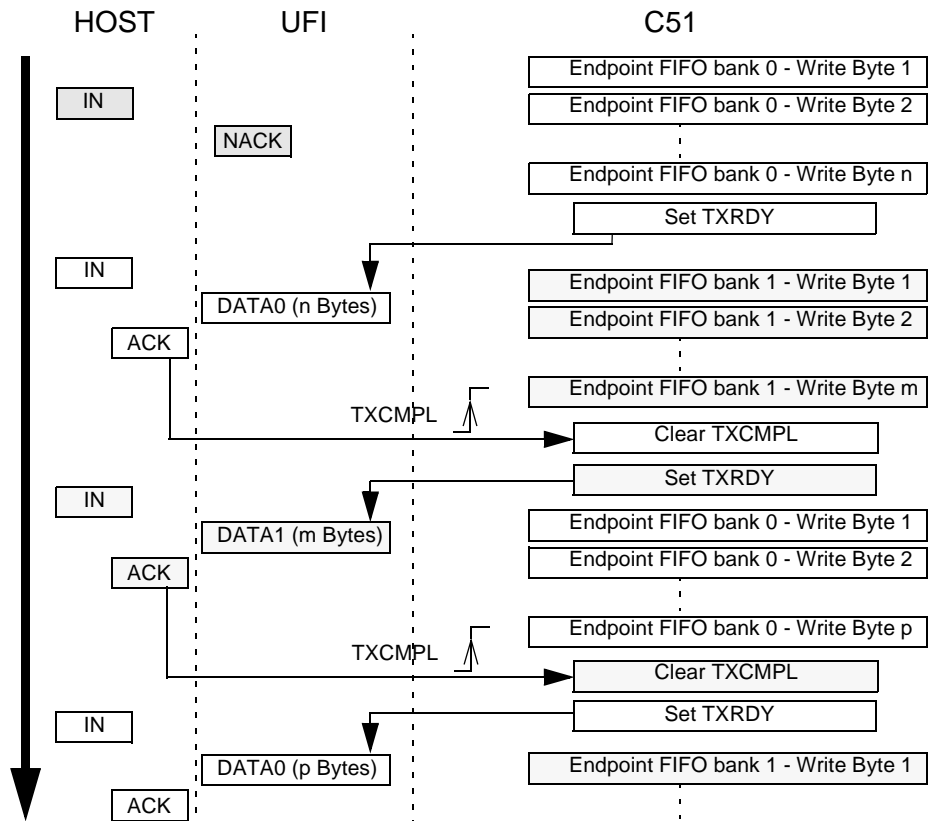 HOST UFI C51
Endpoint FIFO bank 0 - Write Byte 1
IN
Endpoint FIFO bank 0 - Write Byte 2
NACK
Endpoint FIFO bank 0 - Write Byte n
Set TXRDY
IN
Endpoint FIFO bank 1 - Write Byte 1
DATA0 (n Bytes)
Endpoint FIFO bank 1 - Write Byte 2
ACK
Endpoint FIFO bank 1 - Write Byte m
TXCMPL
Clear TXCMPL
Set TXRDY
IN
Endpoint FIFO bank 0 - Write Byte 1
DATA1 (m Bytes)
Endpoint FIFO bank 0 - Write Byte 2
ACK
Endpoint FIFO bank 0 - Write Byte p
TXCMPL
Clear TXCMPL
Set TXRDY
IN
DATA0 (p Bytes)
Endpoint FIFO bank 1 - Write Byte 1
ACK